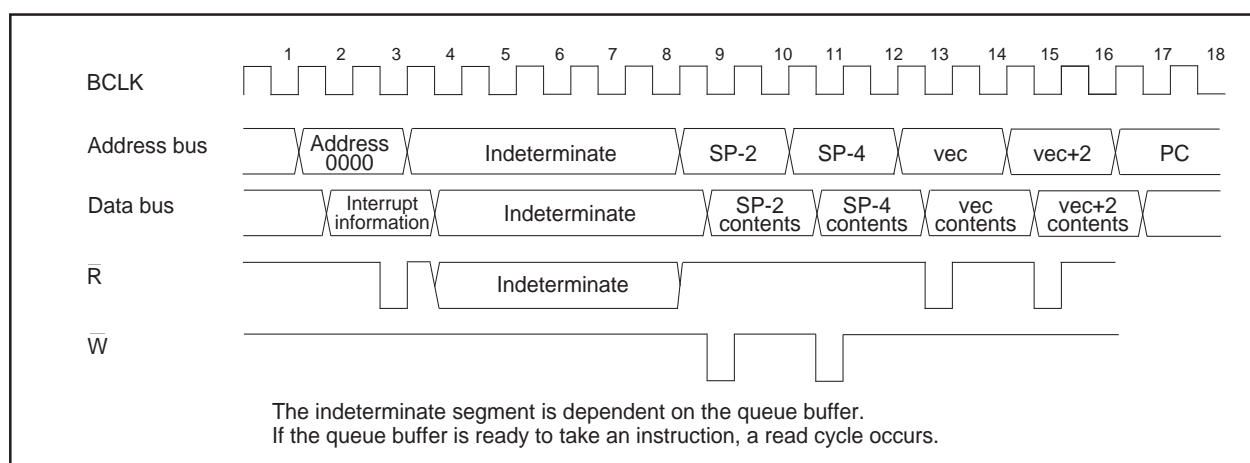 1 2 3 4 5 6 7 8 9 10 11 12 13 14 15 16 17 18
BCLK
Address bus
Address
0000
Indeterminate
SP-2
SP-4
vec
vec+2
PC
Data bus
Interrupt
information
Indeterminate
SP-2
contents
SP-4
contents
vec
contents
vec+2
contents
R̅
Indeterminate
W̅
The indeterminate segment is dependent on the queue buffer.
If the queue buffer is ready to take an instruction, a read cycle occurs.